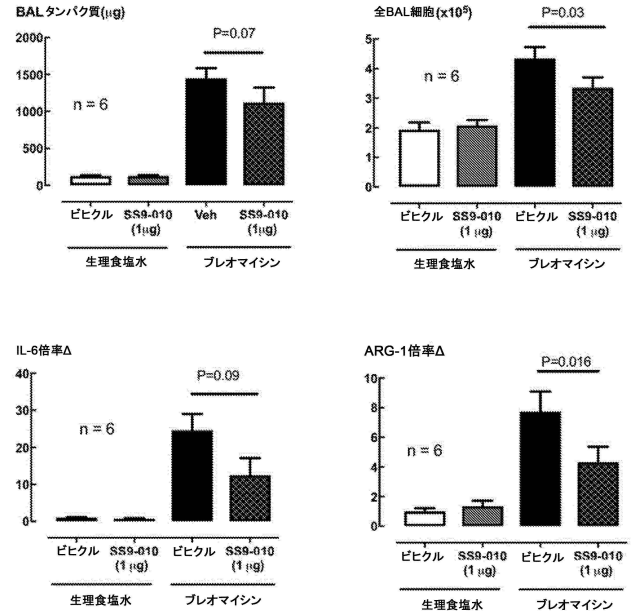 BALタンパク質(μg)
P=0.07
2000
1500
1000
500
0
n = 6
ビヒクル
SS9-010
(1μg)
Veh
SS9-010
(1μg)
生理食塩水
ブレオマイシン
全BAL細胞(x10⁵)
P=0.03
5
4
3
2
1
0
n = 6
ビヒクル
SS9-010
(1 μg)
ビヒクル
SS9-010
(1 μg)
生理食塩水
ブレオマイシン
IL-6倍率Δ
P=0.09
40
30
20
10
0
n = 6
ビヒクル
SS9-010
(1 μg)
ビヒクル
SS9-010
(1 μg)
生理食塩水
ブレオマイシン
ARG-1倍率Δ
P=0.016
10
8
6
4
2
0
n = 6
ビヒクル
SS9-010
(1 μg)
ビヒクル
SS9-010
(1 μg)
生理食塩水
ブレオマイシン